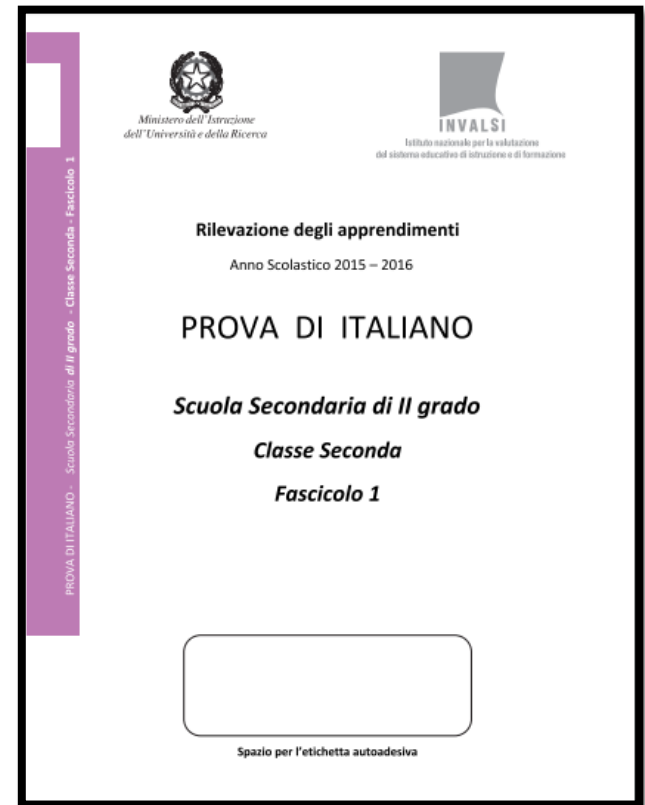 Ministero dell'Istruzione
dell'Università e della Ricerca
INVALSI
Istituto nazionale per la valutazione
del sistema educativo di istruzione e di formazione
Rilevazione degli apprendimenti
Anno Scolastico 2015 – 2016
PROVA DI ITALIANO
Scuola Secondaria di II grado
Classe Seconda
Fascicolo 1
Spazio per l'etichetta autoadesiva
PROVA DI ITALIANO - Scuola Secondaria di II grado - Classe Seconda - Fascicolo 1